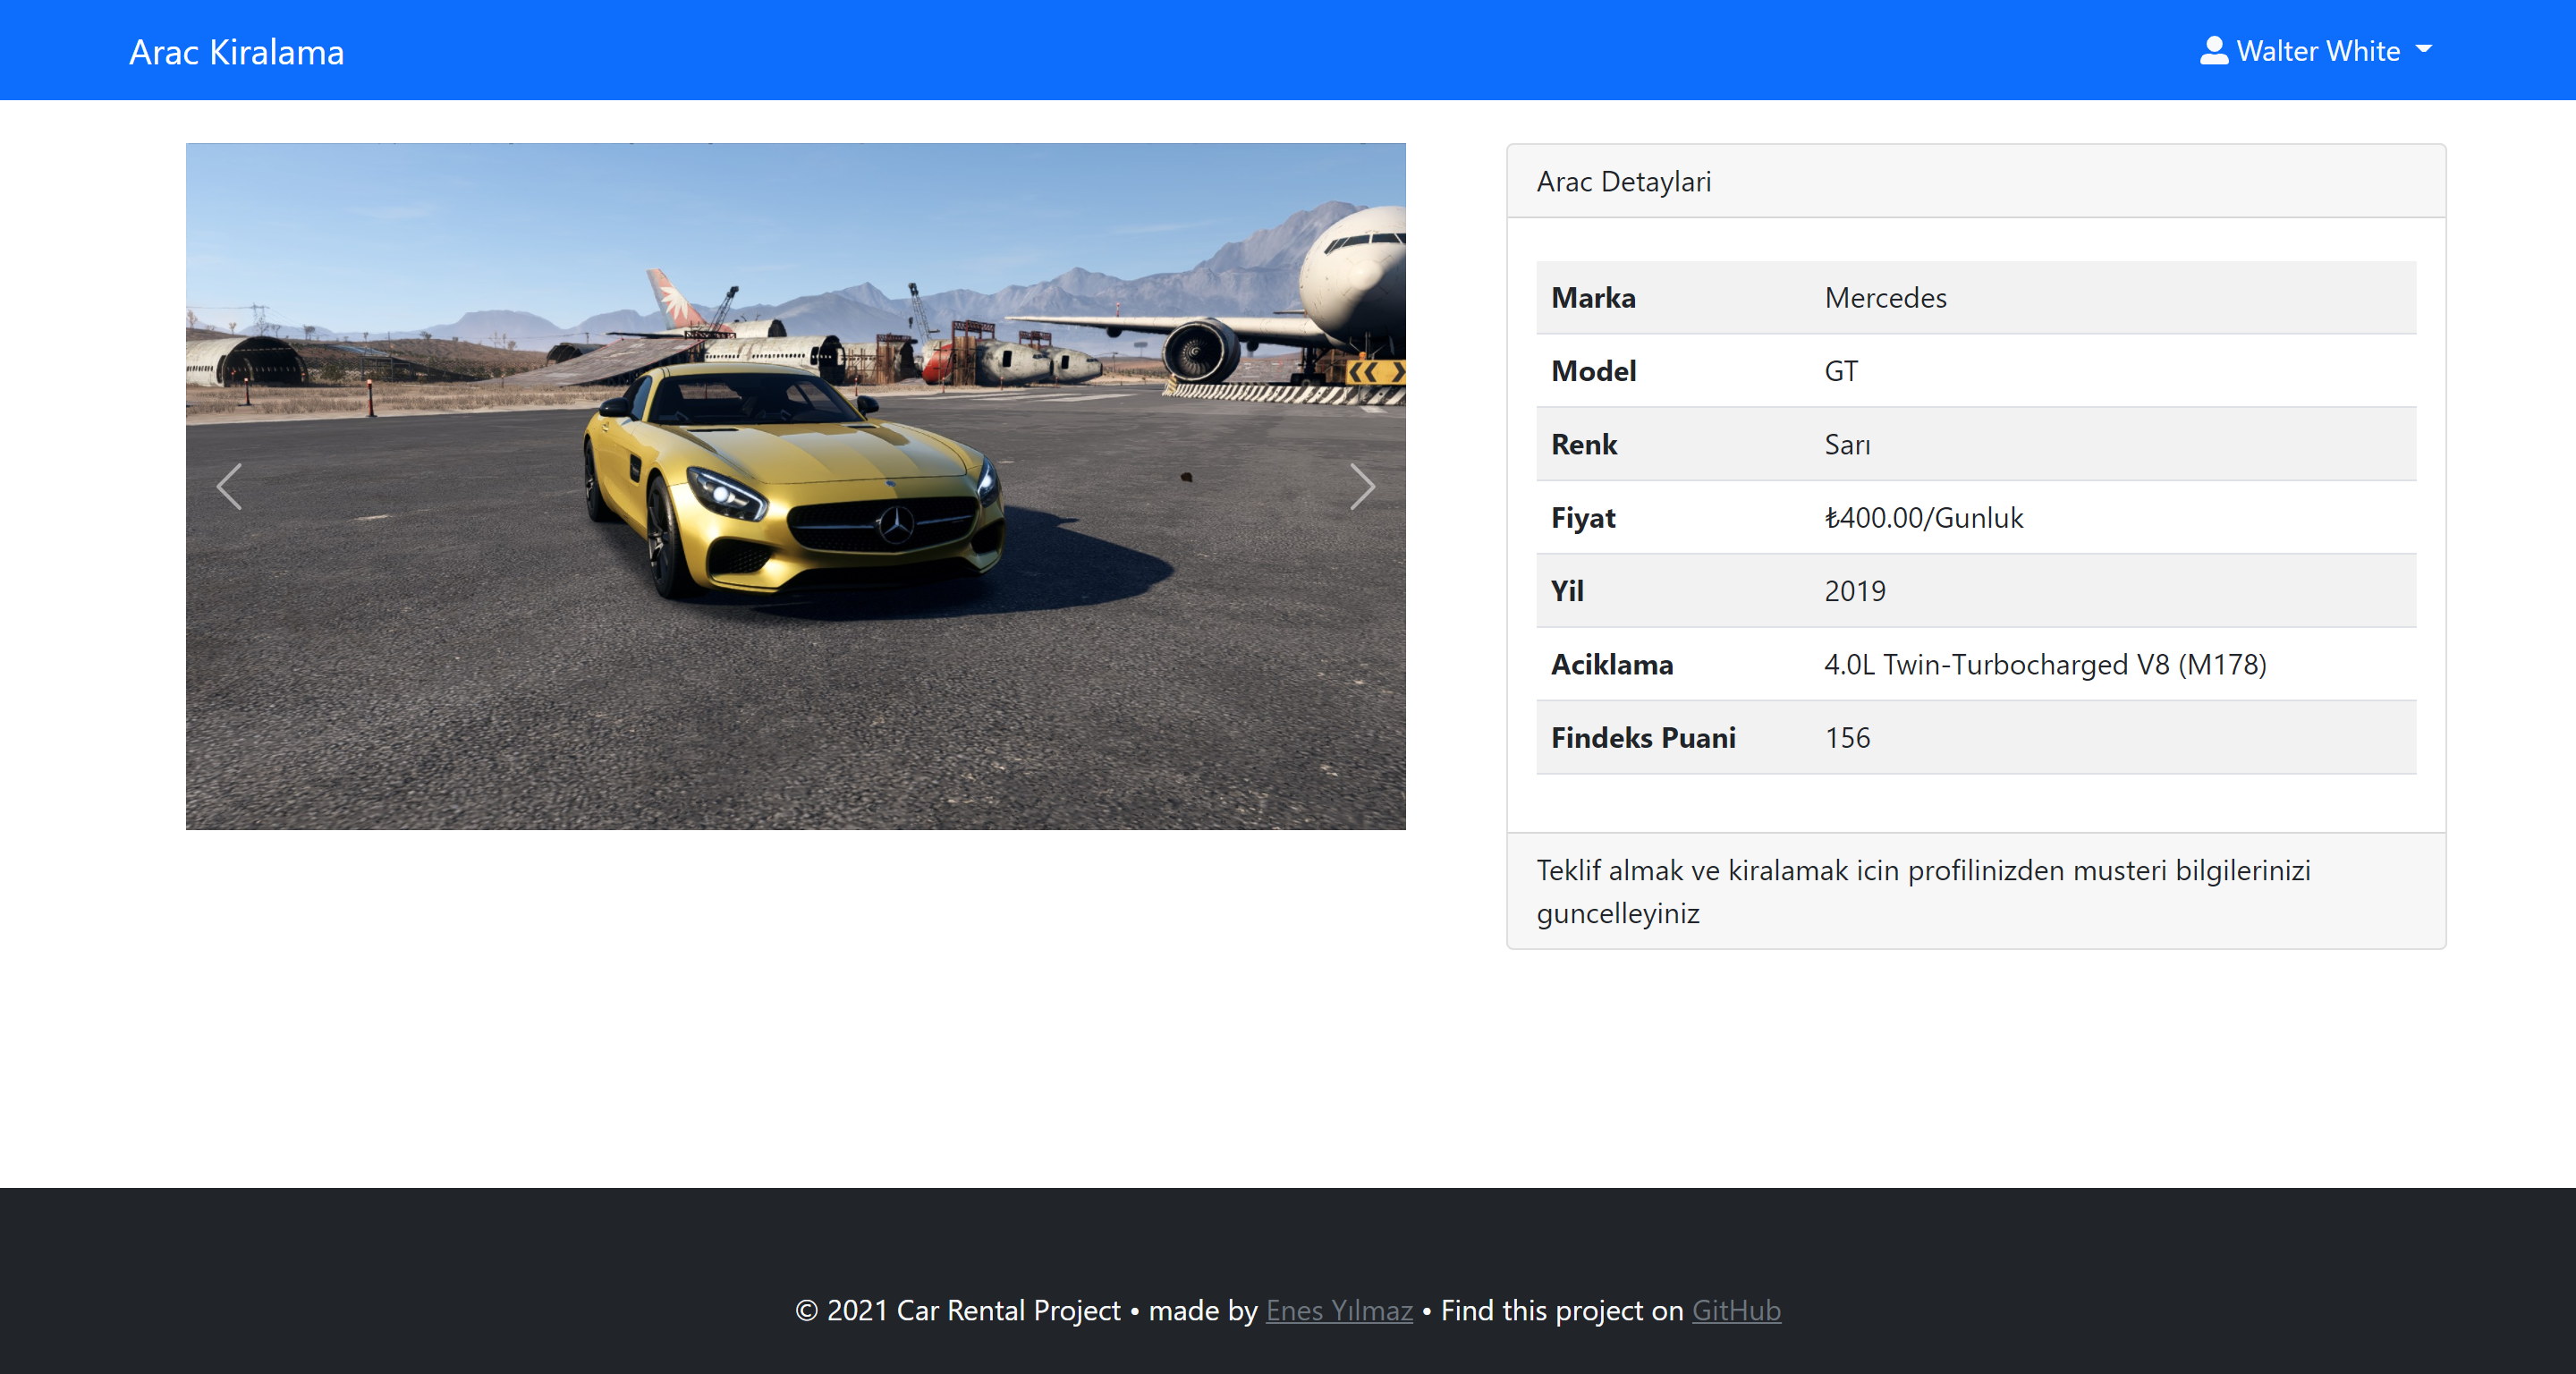 Arac Kiralama
Walter White
Arac Detaylari
Marka Mercedes
Model GT
Renk Sarı
Fiyat ₺400.00/Gunluk
Yil 2019
Aciklama 4.0L Twin-Turbocharged V8 (M178)
Findeks Puani 156
Teklif almak ve kiralamak icin profilinizden musteri bilgilerinizi
guncelleyiniz
© 2021 Car Rental Project • made by Enes Yılmaz • Find this project on GitHub